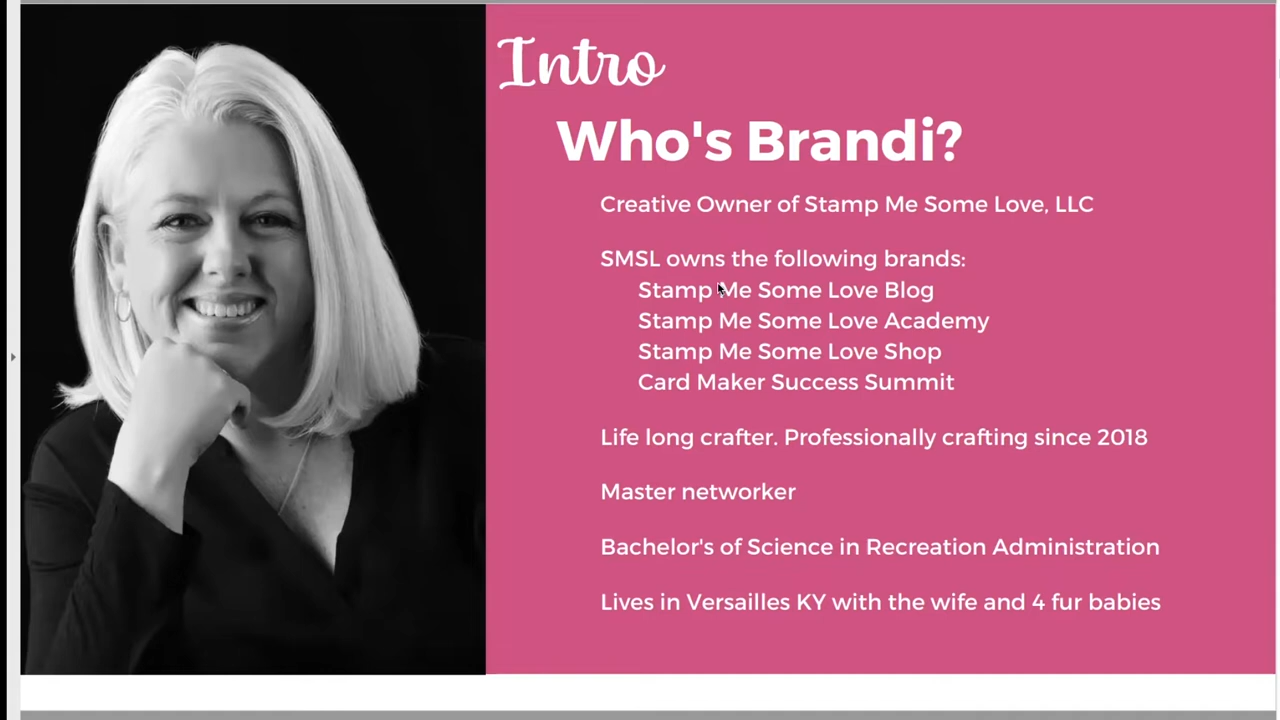 Intro
Who's Brandi?
Creative Owner of Stamp Me Some Love, LLC
SMSL owns the following brands:
Stamp Me Some Love Blog
Stamp Me Some Love Academy
Stamp Me Some Love Shop
Card Maker Success Summit
Life long crafter. Professionally crafting since 2018
Master networker
Bachelor's of Science in Recreation Administration
Lives in Versailles KY with the wife and 4 fur babies